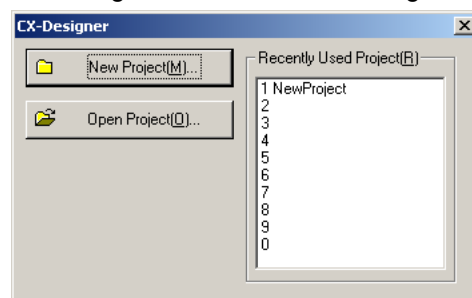 CX-Designer
New Project(M)...
Open Project(O)...
Recently Used Project(R)
1 NewProject
2
3
4
5
6
7
8
9
0